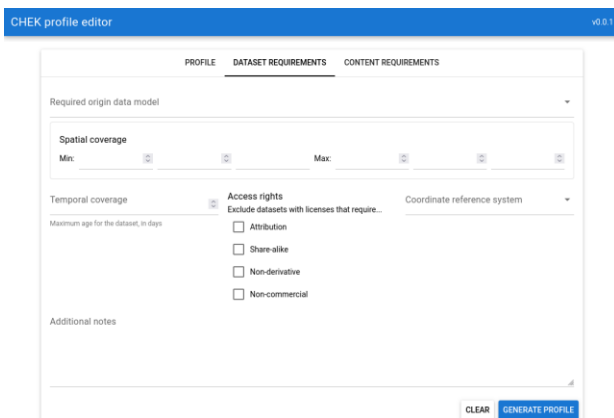 CHEK profile editor
v0.0.1
PROFILE DATASET REQUIREMENTS CONTENT REQUIREMENTS
Required origin data model
Spatial coverage
Min: Max:
Temporal coverage
Maximum age for the dataset, in days
Access rights
Exclude datasets with licenses that require...
Attribution
Share-alike
Non-derivative
Non-commercial
Coordinate reference system
Additional notes
CLEAR GENERATE PROFILE